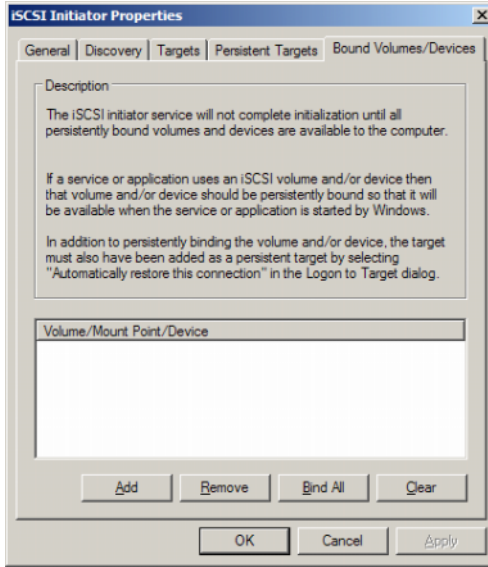 iSCSI Initiator Properties
General Discovery Targets Persistent Targets Bound Volumes/Devices
Description
The iSCSI initiator service will not complete initialization until all
persistently bound volumes and devices are available to the computer.
If a service or application uses an iSCSI volume and/or device then
that volume and/or device should be persistently bound so that it will
be available when the service or application is started by Windows.
In addition to persistently binding the volume and/or device, the target
must also have been added as a persistent target by selecting
"Automatically restore this connection" in the Logon to Target dialog.
Volume/Mount Point/Device
Add Remove Bind All Clear
OK Cancel Apply